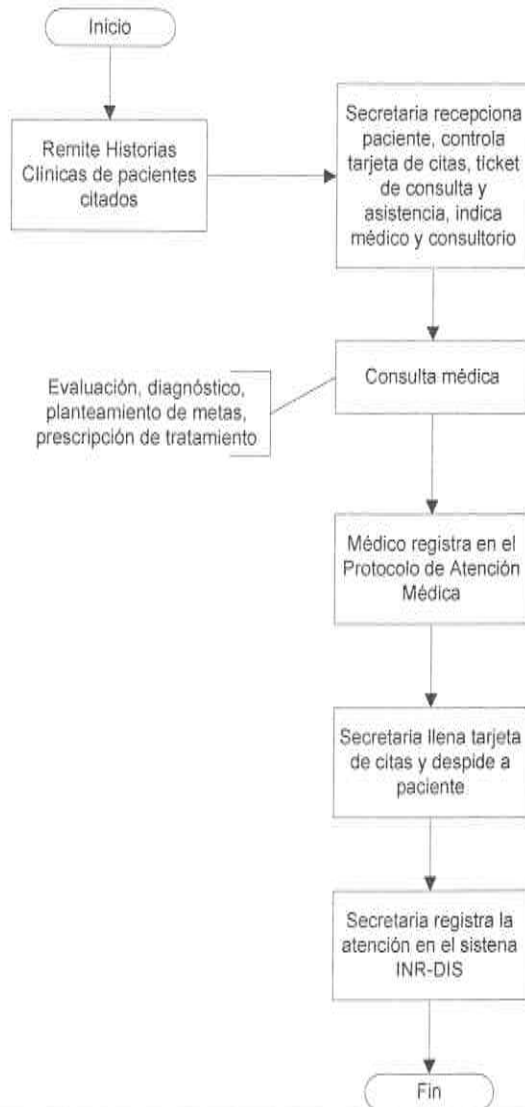 Inicio
Remite Historias
Clínicas de pacientes
citados
Secretaria recepciona
paciente, controla
tarjeta de citas, ticket
de consulta y
asistencia, indica
médico y consultorio
Consulta médica
Evaluación, diagnóstico,
planteamiento de metas,
prescripción de tratamiento
Médico registra en el
Protocolo de Atención
Médica
Secretaria llena tarjeta
de citas y despide a
paciente
Secretaria registra la
atención en el sistena
INR-DIS
Fin